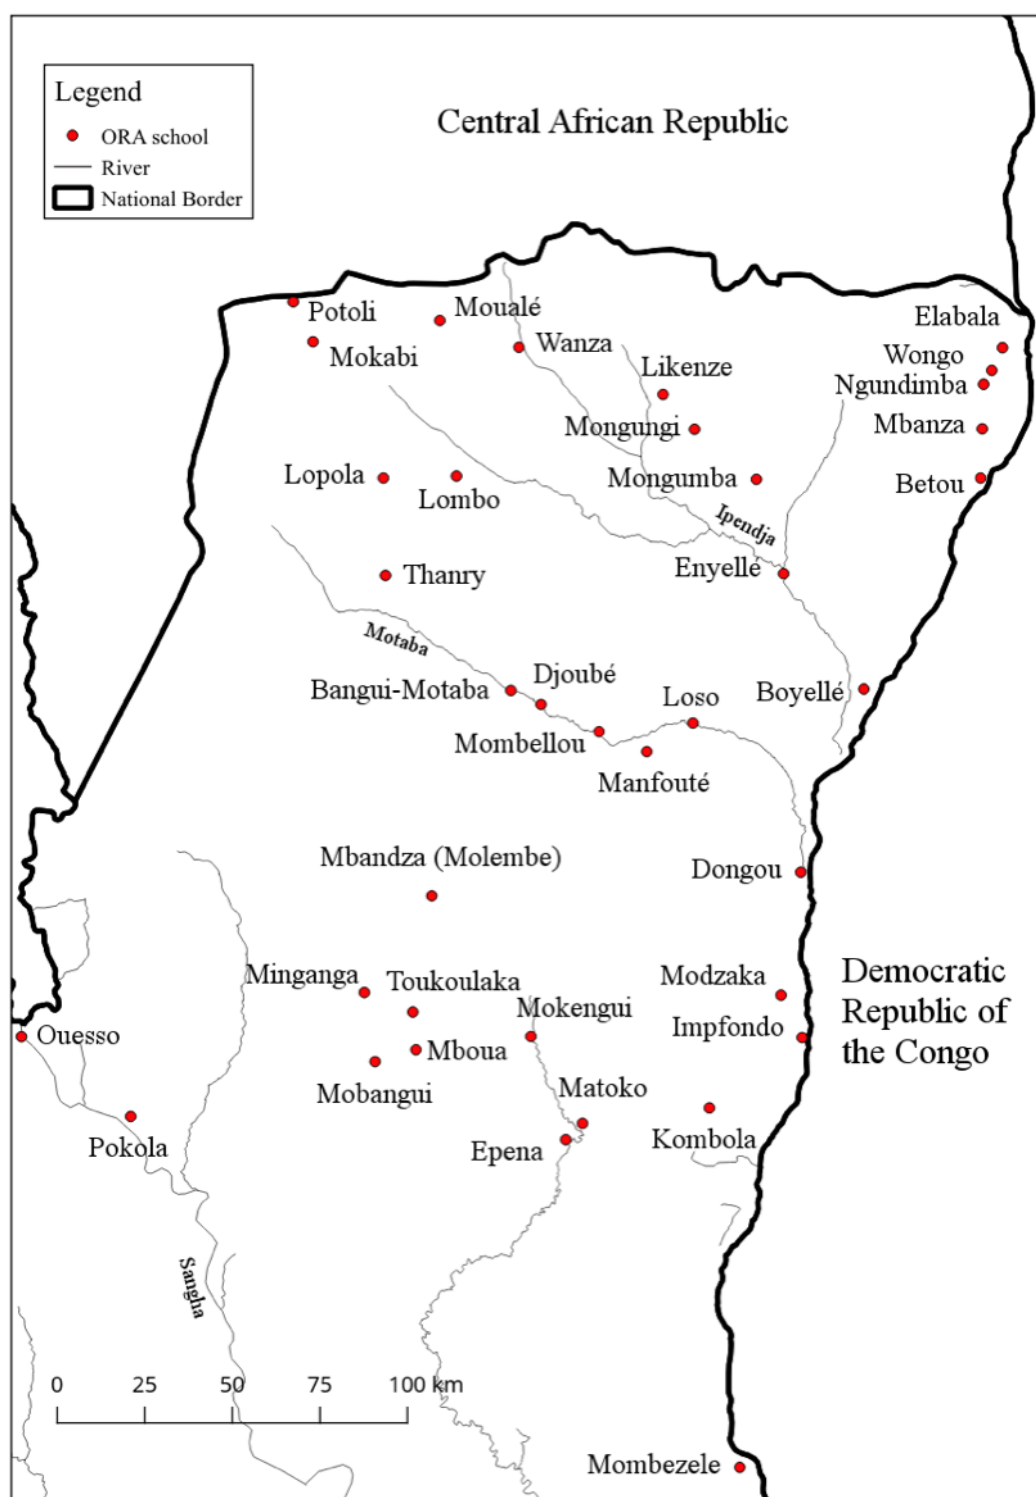 Legend
ORA school
River
National Border
Central African Republic
Potoli
Moualé
Elabala
Mokabi
Wanza
Wongo
Likenze
Ngundimba
Mongungi
Mbanza
Lopola
Lombo
Mongumba
Betou
Ipendja
Enyellé
Thanry
Motaba
Djoubé
Bangui-Motaba
Loso
Boyellé
Mombellou
Manfouté
Mbandza (Molembe)
Dongou
Minganga
Toukoulaka
Modzaka
Democratic
Republic of
the Congo
Mokengui
Impfondo
Ouesso
Mboua
Mobangui
Matoko
Pokola
Epena
Kombola
Sangha
0 25 50 75 100 km
Mombezele